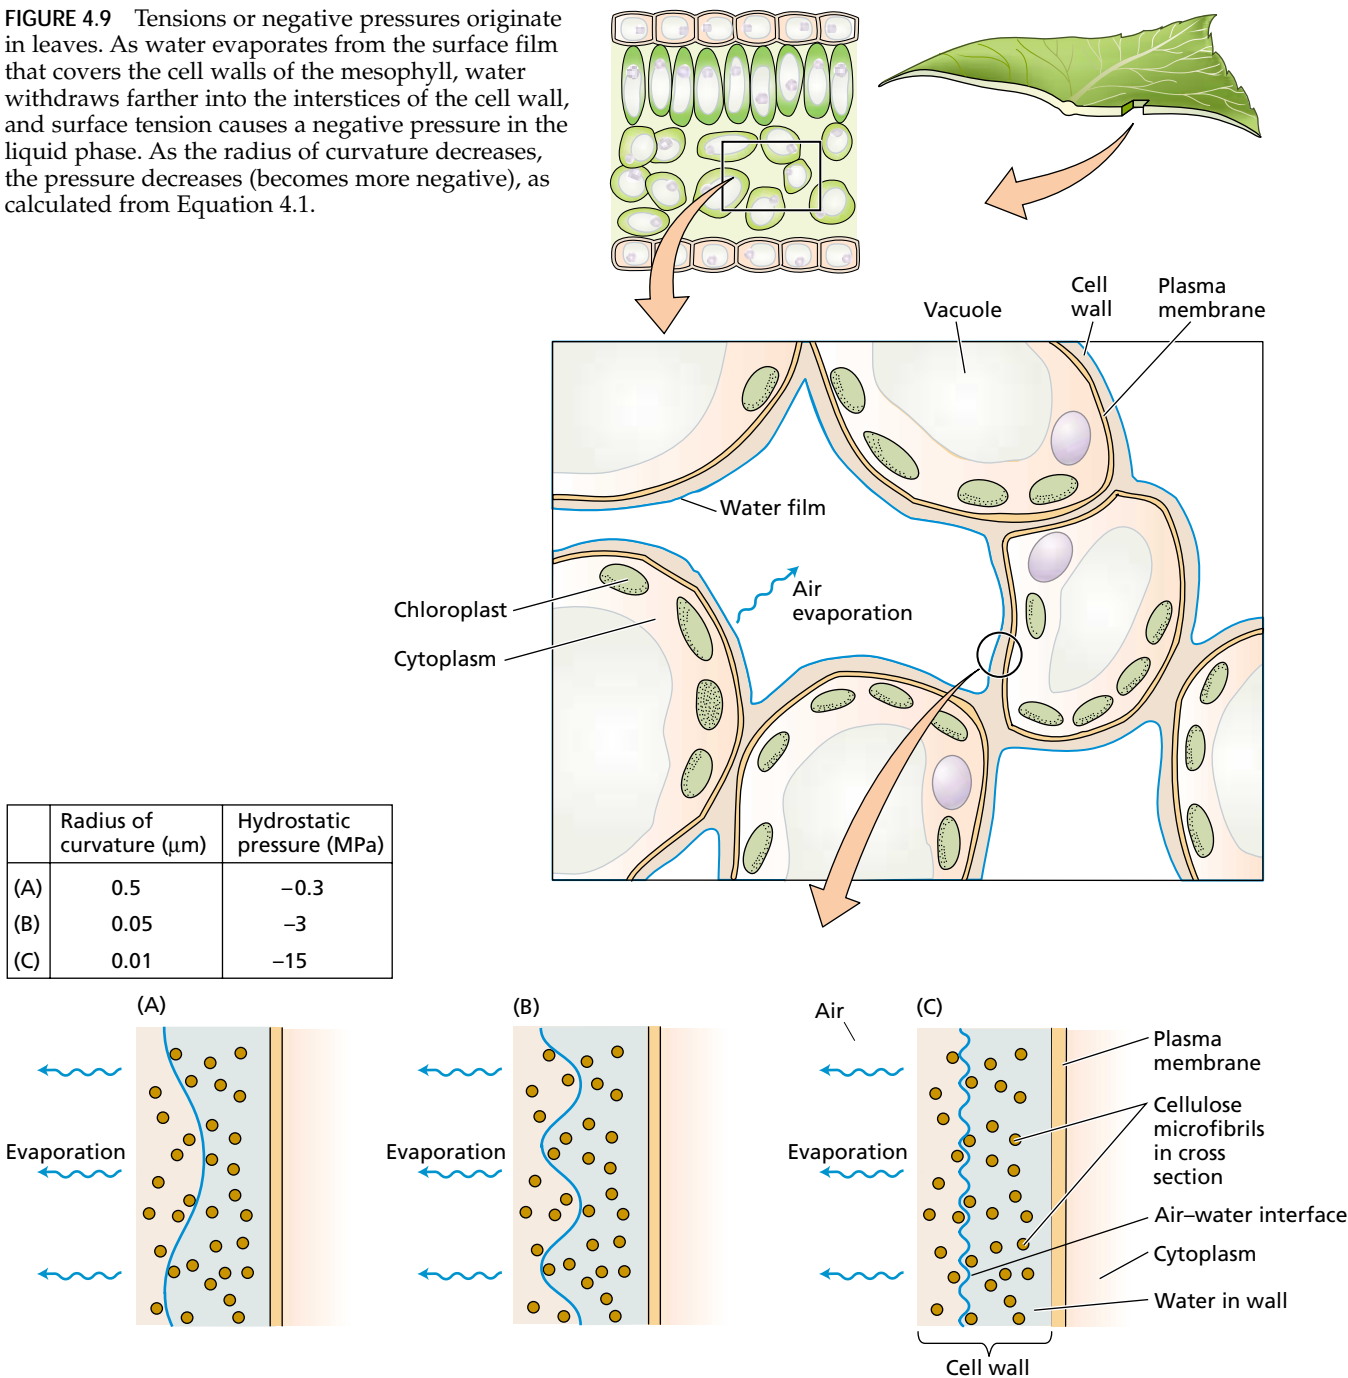 FIGURE 4.9 Tensions or negative pressures originate
in leaves. As water evaporates from the surface film
that covers the cell walls of the mesophyll, water
withdraws farther into the interstices of the cell wall,
and surface tension causes a negative pressure in the
liquid phase. As the radius of curvature decreases,
the pressure decreases (becomes more negative), as
calculated from Equation 4.1.
Vacuole
Cell
wall
Plasma
membrane
Water film
Air
evaporation
Chloroplast
Cytoplasm
Radius of
curvature (μm)
Hydrostatic
pressure (MPa)
(A) 0.5 –0.3
(B) 0.05 –3
(C) 0.01 –15
(A)
Evaporation
(B)
Evaporation
Air
(C)
Evaporation
Plasma
membrane
Cellulose
microfibrils
in cross
section
Air–water interface
Cytoplasm
Water in wall
Cell wall